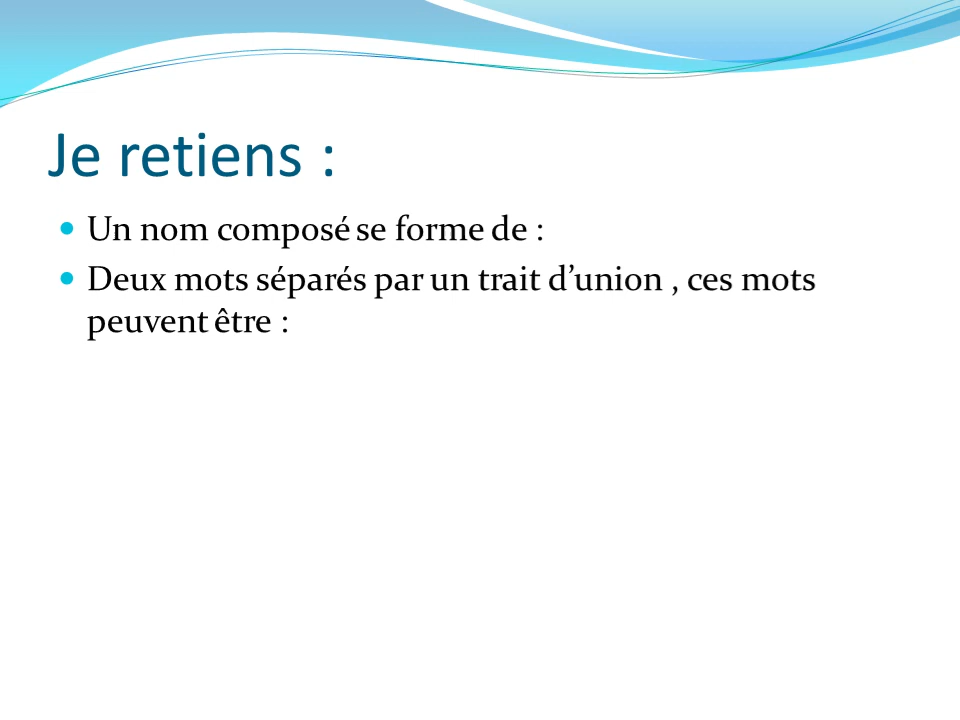 Je retiens :
Un nom composé se forme de :
Deux mots séparés par un trait d’union , ces mots
peuvent être :